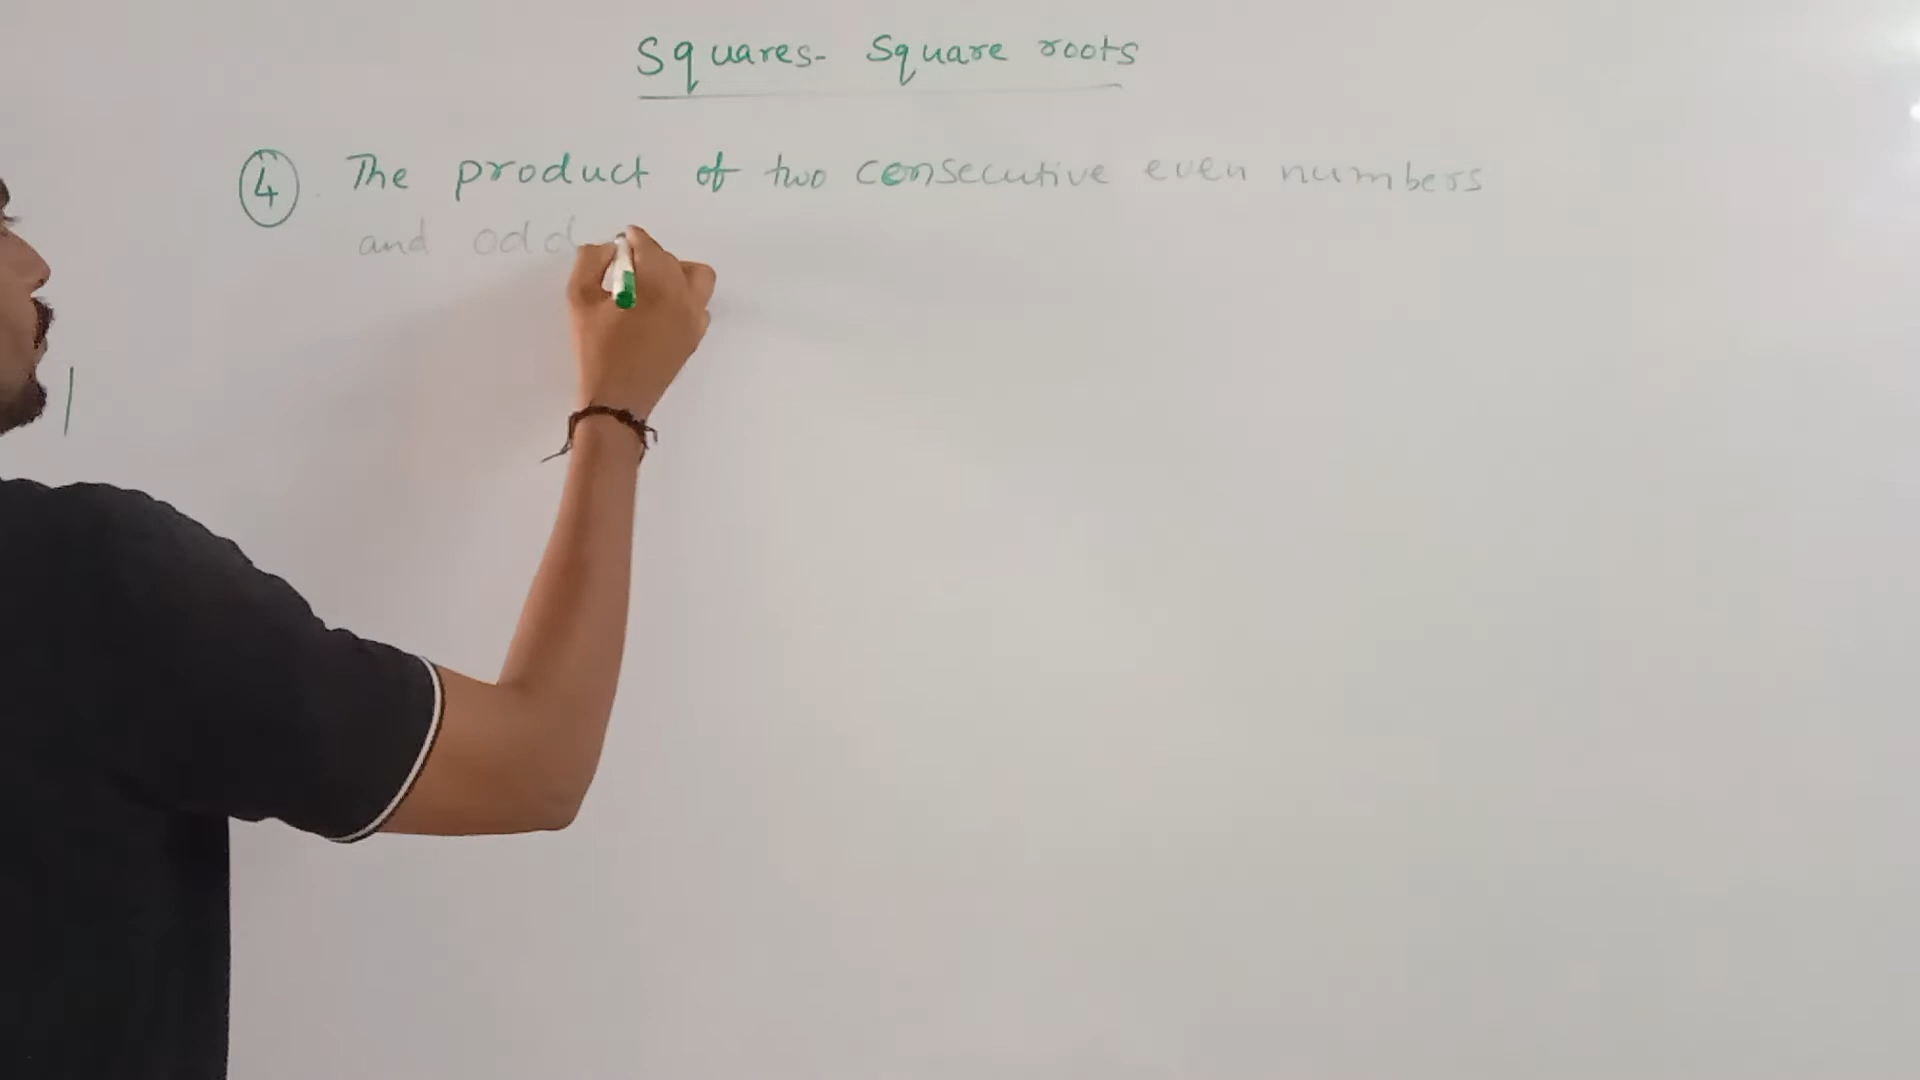 Squares- Square roots
④. The product of two consecutive even numbers
and odd